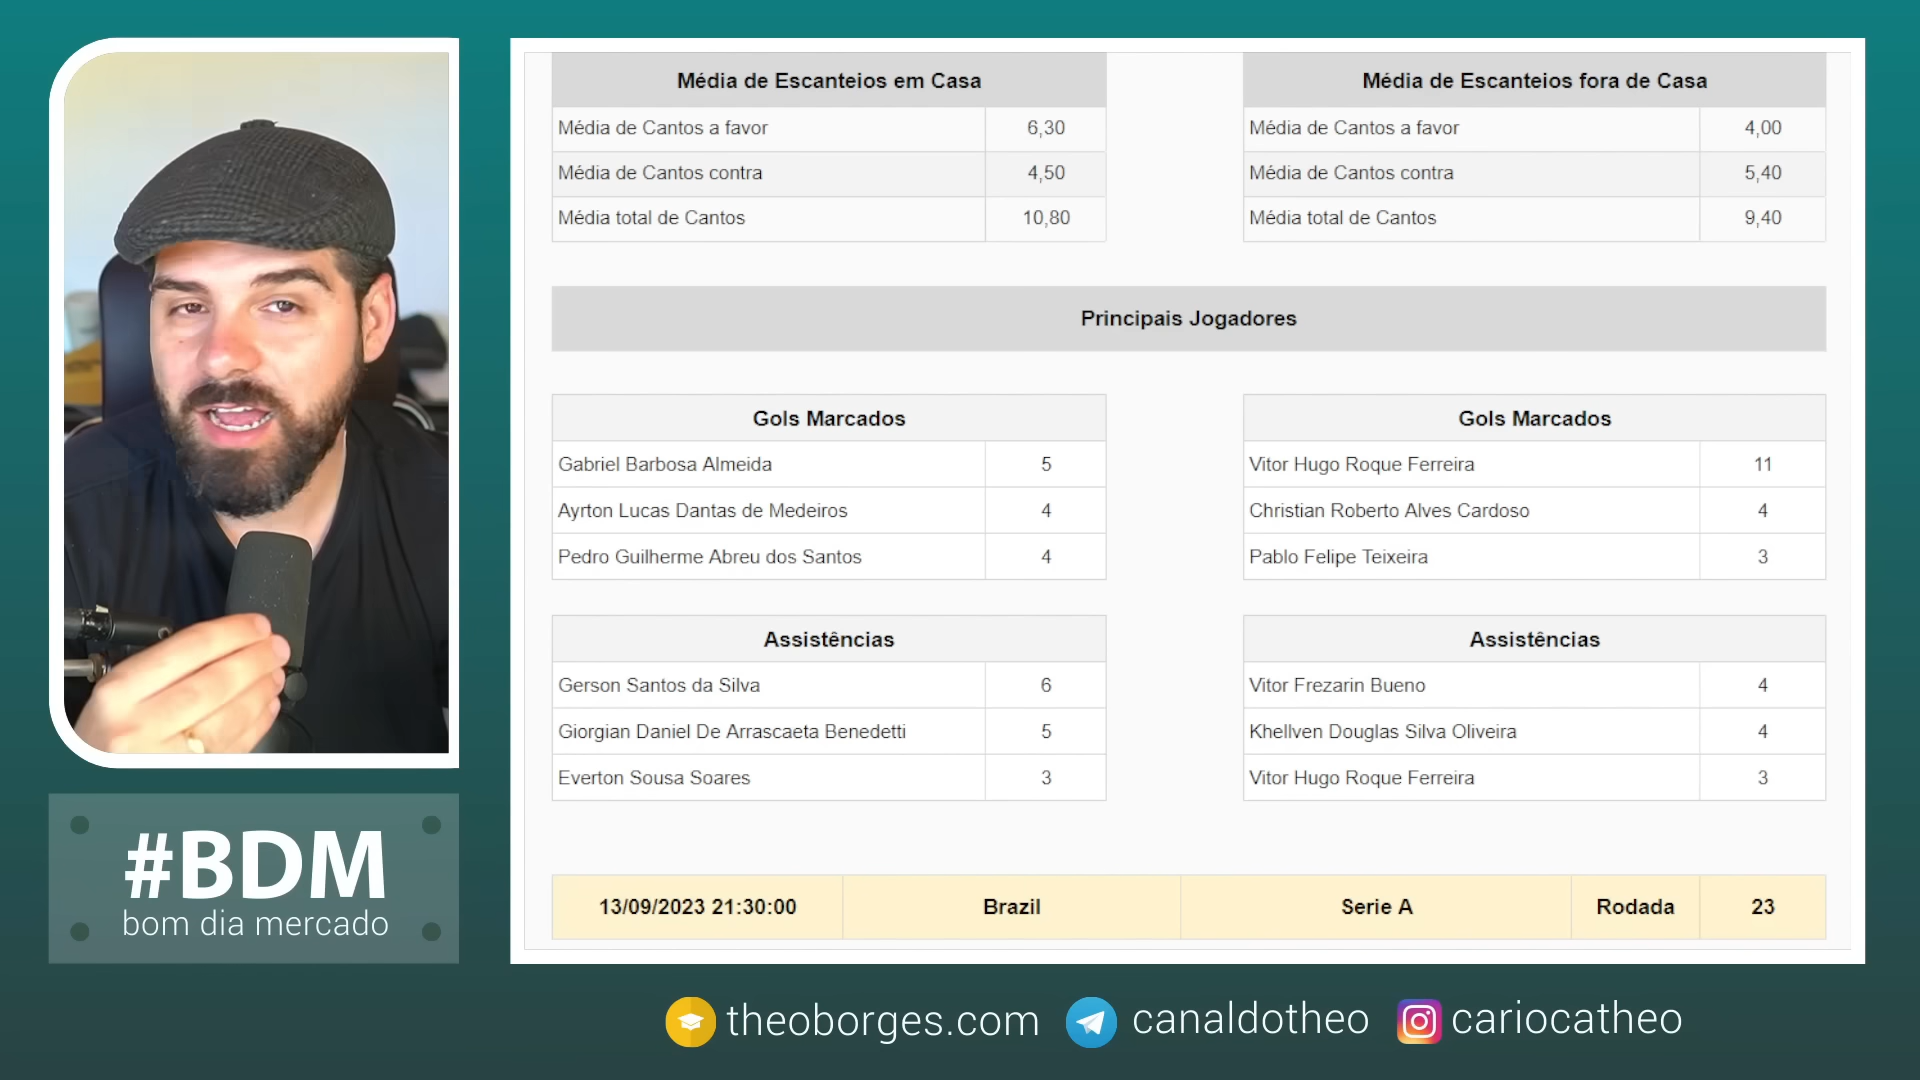 Média de Escanteios em Casa
Média de Cantos a favor 6,30
Média de Cantos contra 4,50
Média total de Cantos 10,80
Média de Escanteios fora de Casa
Média de Cantos a favor 4,00
Média de Cantos contra 5,40
Média total de Cantos 9,40
Principais Jogadores
Gols Marcados
Gabriel Barbosa Almeida 5
Ayrton Lucas Dantas de Medeiros 4
Pedro Guilherme Abreu dos Santos 4
Gols Marcados
Vitor Hugo Roque Ferreira 11
Christian Roberto Alves Cardoso 4
Pablo Felipe Teixeira 3
Assistências
Gerson Santos da Silva 6
Giorgian Daniel De Arrascaeta Benedetti 5
Everton Sousa Soares 3
Assistências
Vitor Frezarin Bueno 4
Khellven Douglas Silva Oliveira 4
Vitor Hugo Roque Ferreira 3
13/09/2023 21:30:00 Brazil Serie A Rodada 23
#BDM
bom dia mercado
theoborges.com canaldotheo cariocatheo